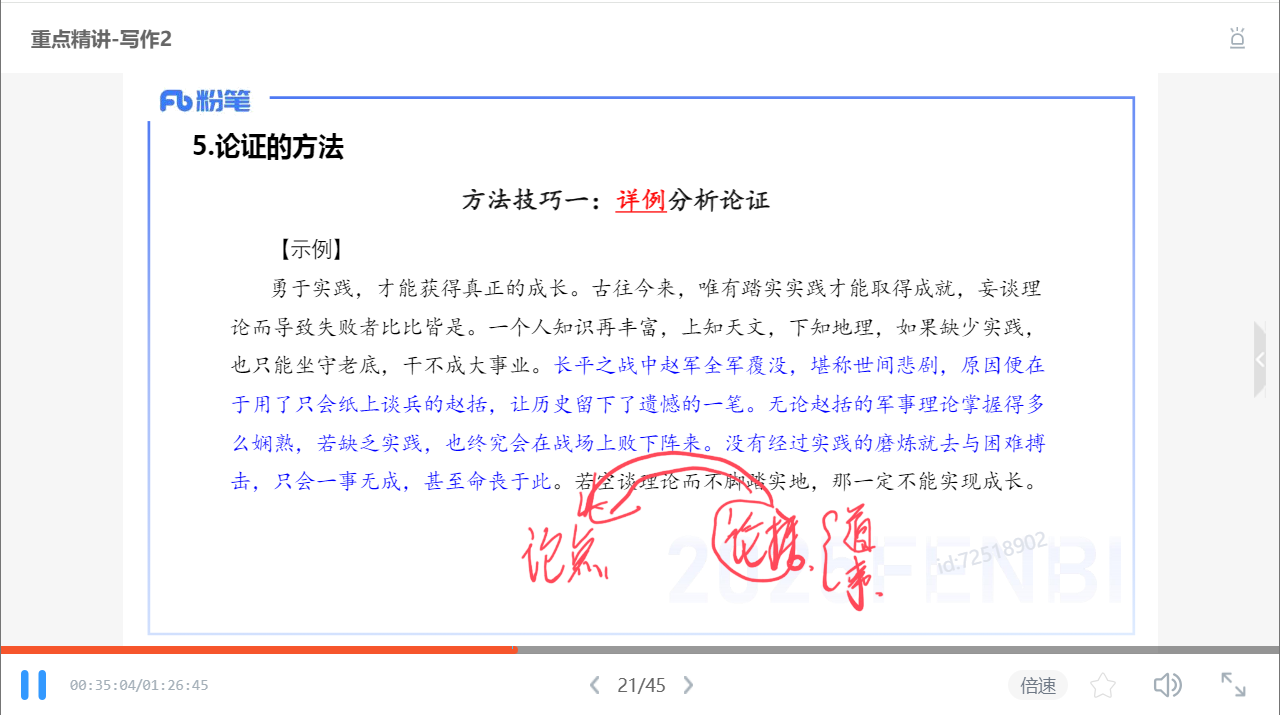 重点精讲-写作2
粉笔
5.论证的方法
方法技巧一：详例分析论证
【示例】
勇于实践，才能获得真正的成长。古往今来，唯有踏实实践才能取得成就，妄谈理
论而导致失败者比比皆是。一个人知识再丰富，上知天文，下知地理，如果缺少实践，
也只能坐守老底，干不成大事业。长平之战中赵军全军覆没，堪称世间悲剧，原因便在
于用了只会纸上谈兵的赵括，让历史留下了遗憾的一笔。无论赵括的军事理论掌握得多
么娴熟，若缺乏实践，也终究会在战场上败下阵来。没有经过实践的磨炼就去与困难搏
击，只会一事无成，甚至命丧于此。若空谈理论而不脚踏实地，那一定不能实现成长。
论点
论据
道
事
id:72518902
FENBI
00:35:04/01:26:45
21/45
倍速